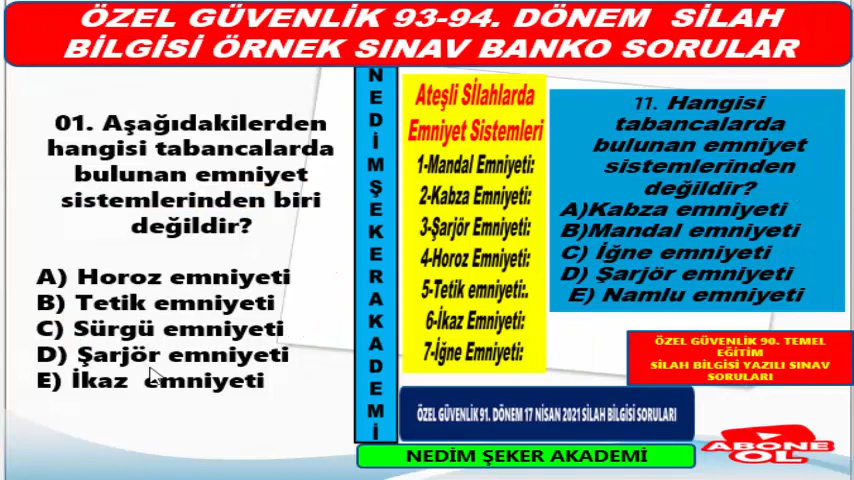 ÖZEL GÜVENLİK 93-94. DÖNEM SİLAH
BİLGİSİ ÖRNEK SINAV BANKO SORULAR
01. Aşağıdakilerden
hangisi tabancalarda
bulunan emniyet
sistemlerinden biri
değildir?
A) Horoz emniyeti
B) Tetik emniyeti
C) Sürgü emniyeti
D) Şarjör emniyeti
E) İkaz emniyeti
NEDİM ŞEKER AKADEMİ
Ateşli Silahlarda
Emniyet Sistemleri
1-Mandal Emniyeti:
2-Kabza Emniyeti:
3-Şarjör Emniyeti:
4-Horoz Emniyeti:
5-Tetik emniyeti:.
6-İkaz Emniyeti:
7-İğne Emniyeti:
11. Hangisi
tabancalarda
bulunan emniyet
sistemlerinden
değildir?
A)Kabza emniyeti
B)Mandal emniyeti
C) İğne emniyeti
D) Şarjör emniyeti
E) Namlu emniyeti
ÖZEL GÜVENLİK 90. TEMEL
EĞİTİM
SİLAH BİLGİSİ YAZILI SINAV
SORULARI
ÖZEL GÜVENLİK 91. DÖNEM 17 NİSAN 2021 SİLAH BİLGİSİ SORULARI
NEDİM ŞEKER AKADEMİ
ABONE
OL